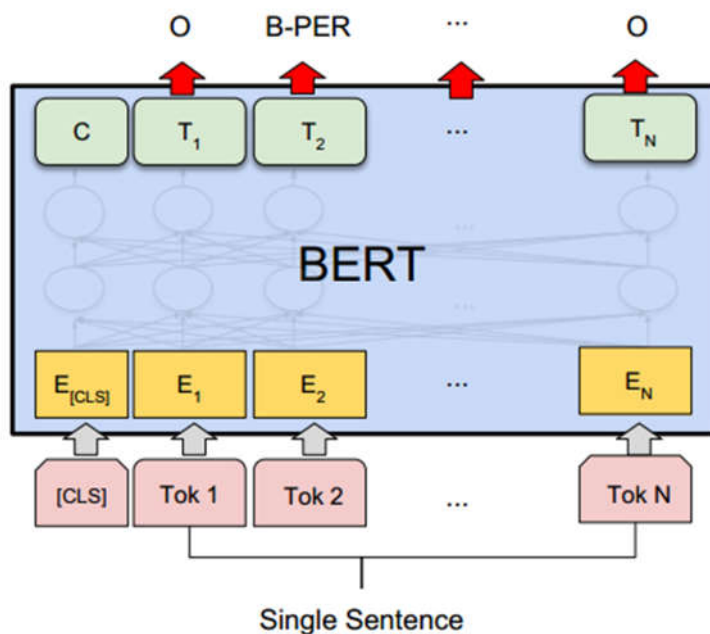 O B-PER ... O
C T1 T2 ... TN
...
BERT
...
E[CLS] E1 E2 ... EN
[CLS] Tok 1 Tok 2 ... Tok N
Single Sentence